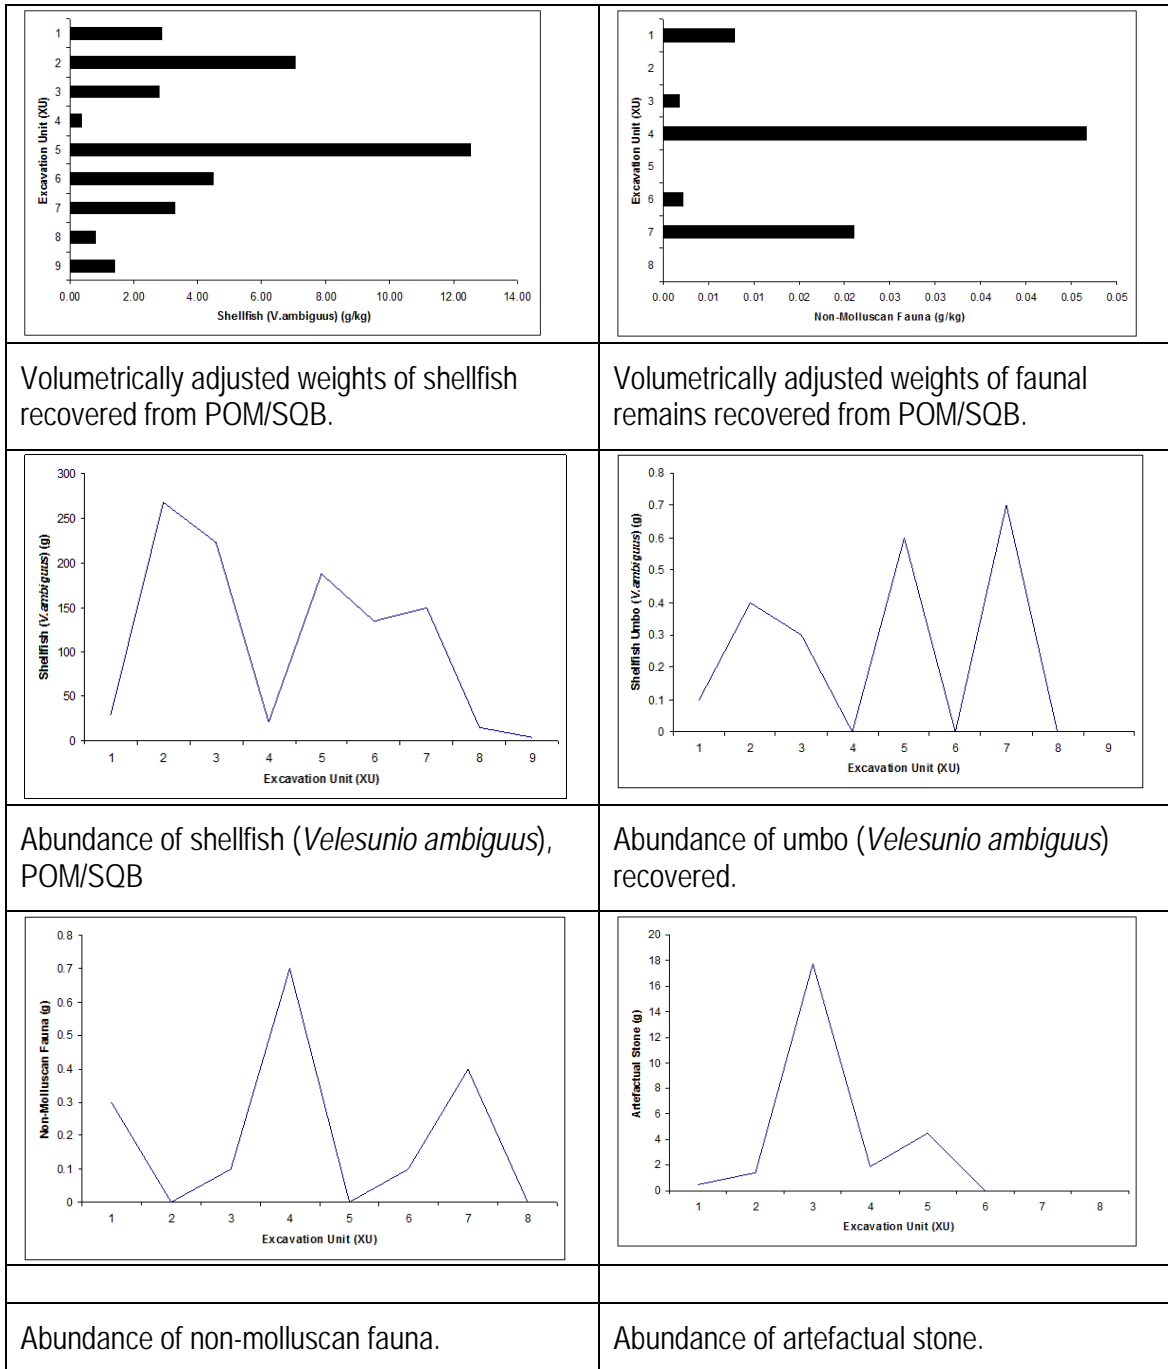 1
2
3
4
5
6
7
8
9
Excavation Unit (XU)
0.00 2.00 4.00 6.00 8.00 10.00 12.00 14.00
Shellfish (V.ambiguus) (g/kg)
1
2
3
4
5
6
7
8
Excavation Unit (XU)
0.00 0.01 0.01 0.02 0.02 0.03 0.03 0.04 0.04 0.05 0.05
Non-Molluscan Fauna (g/kg)
Volumetrically adjusted weights of shellfish
recovered from POM/SQB.
Volumetrically adjusted weights of faunal
remains recovered from POM/SQB.
300
250
200
150
100
50
0
Shellfish (V.ambiguus) (g)
1 2 3 4 5 6 7 8 9
Excavation Unit (XU)
0.8
0.7
0.6
0.5
0.4
0.3
0.2
0.1
0
Shellfish Umbo (V.ambiguus) (g)
1 2 3 4 5 6 7 8 9
Excavation Unit (XU)
Abundance of shellfish (Velesunio ambiguus),
POM/SQB
Abundance of umbo (Velesunio ambiguus)
recovered.
0.8
0.7
0.6
0.5
0.4
0.3
0.2
0.1
0
Non-Molluscan Fauna (g)
1 2 3 4 5 6 7 8
Excavation Unit (XU)
20
18
16
14
12
10
8
6
4
2
0
Artefactual Stone (g)
1 2 3 4 5 6 7 8
Excavation Unit (XU)
Abundance of non-molluscan fauna.
Abundance of artefactual stone.